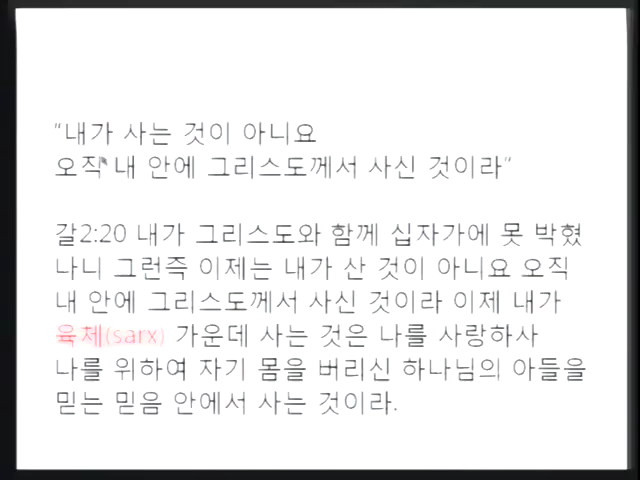 "내가 사는 것이 아니요
오직 내 안에 그리스도께서 사신 것이라"
갈2:20 내가 그리스도와 함께 십자가에 못 박혔
나니 그런즉 이제는 내가 산 것이 아니요 오직
내 안에 그리스도께서 사신 것이라 이제 내가
육체(sarx) 가운데 사는 것은 나를 사랑하사
나를 위하여 자기 몸을 버리신 하나님의 아들을
믿는 믿음 안에서 사는 것이라.